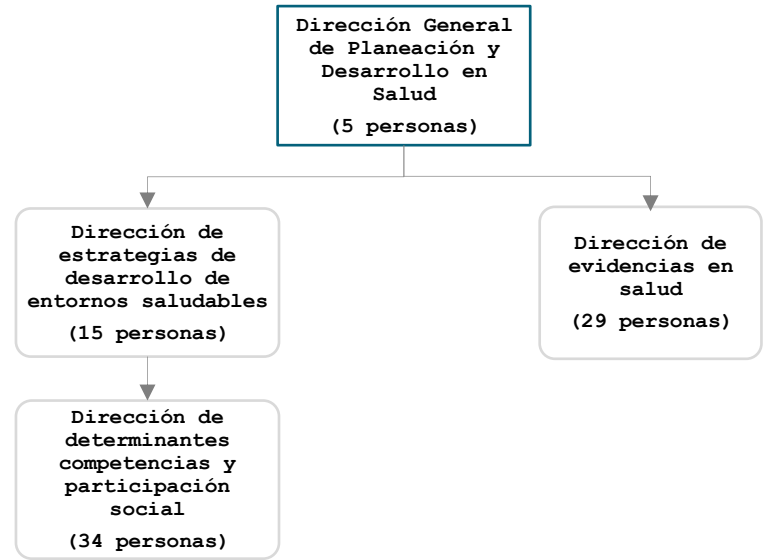 Dirección General
de Planeación y
Desarrollo en
Salud
(5 personas)
Dirección de
estrategias de
desarrollo de
entornos saludables
(15 personas)
Dirección de
evidencias en
salud
(29 personas)
Dirección de
determinantes
competencias y
participación
social
(34 personas)